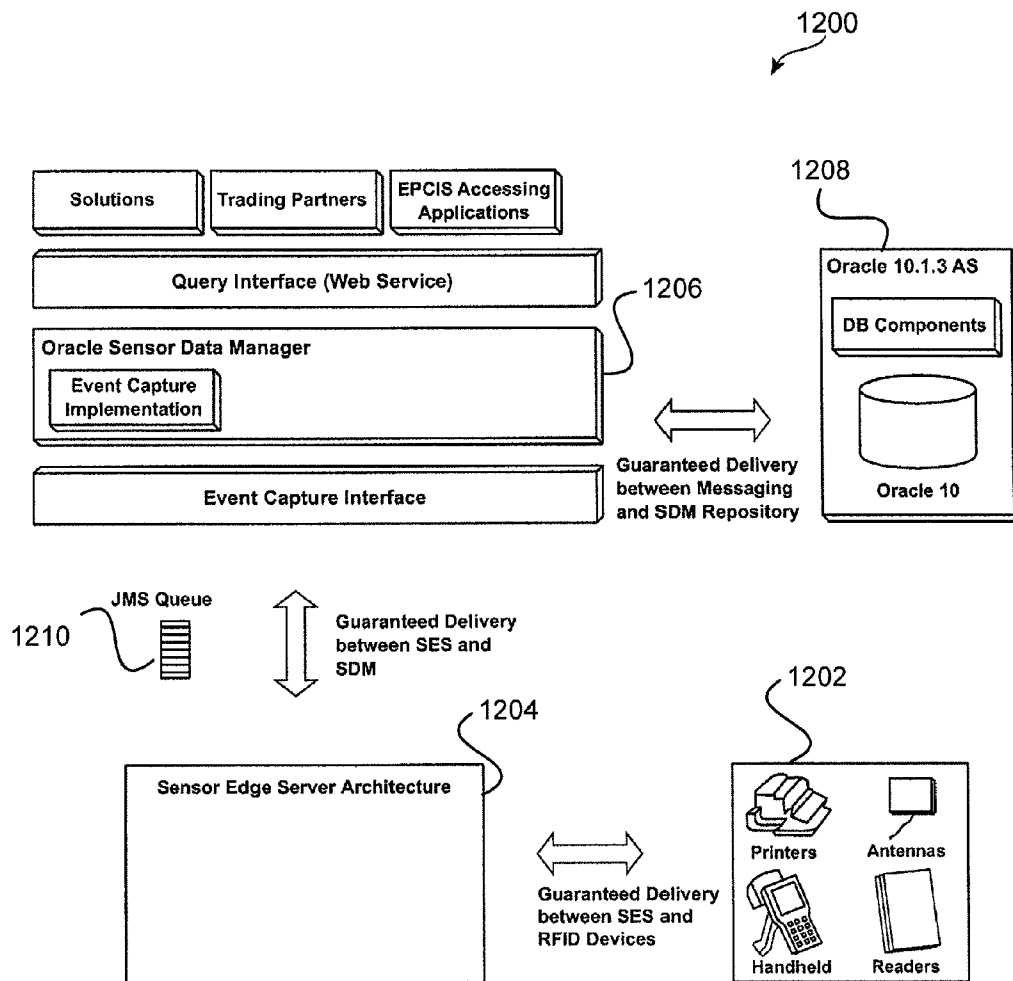 1200
Solutions
Trading Partners
EPCIS Accessing
Applications
1208
Query Interface (Web Service)
1206
Oracle 10.1.3 AS
DB Components
Oracle 10
Oracle Sensor Data Manager
Event Capture
Implementation
Guaranteed Delivery
between Messaging
and SDM Repository
Event Capture Interface
JMS Queue
1210
Guaranteed Delivery
between SES and
SDM
1204
1202
Sensor Edge Server Architecture
Guaranteed Delivery
between SES and
RFID Devices
Printers
Antennas
Handheld
Readers